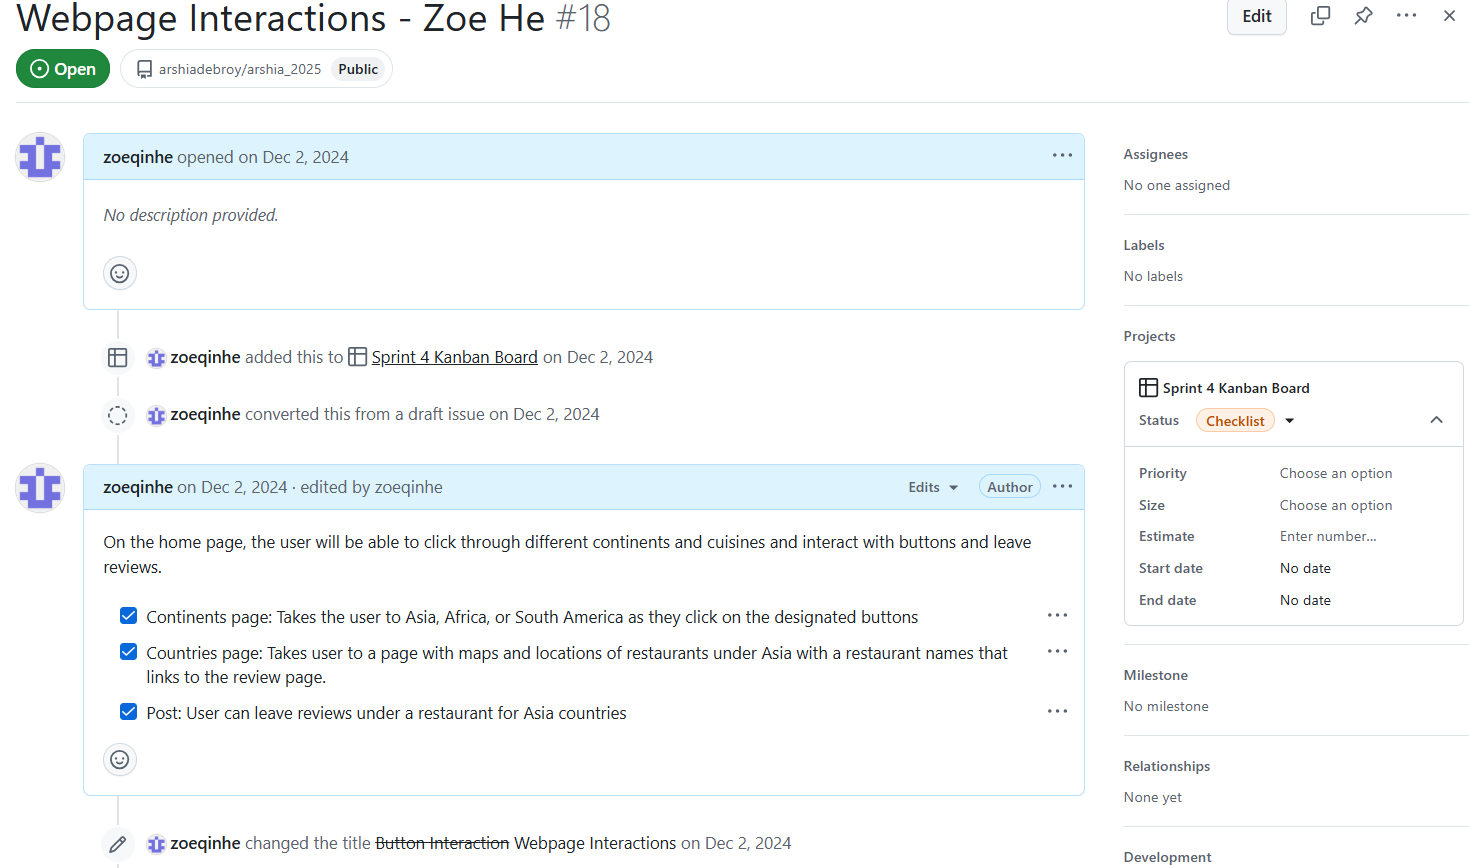 Webpage Interactions - Zoe He #18
Edit
Open
arshiadebroy/arshia_2025
Public
zoeqinhe opened on Dec 2, 2024
No description provided.
zoeqinhe added this to Sprint 4 Kanban Board on Dec 2, 2024
zoeqinhe converted this from a draft issue on Dec 2, 2024
zoeqinhe on Dec 2, 2024 · edited by zoeqinhe
Edits
Author
On the home page, the user will be able to click through different continents and cuisines and interact with buttons and leave
reviews.
Continents page: Takes the user to Asia, Africa, or South America as they click on the designated buttons
Countries page: Takes user to a page with maps and locations of restaurants under Asia with a restaurant names that
links to the review page.
Post: User can leave reviews under a restaurant for Asia countries
zoeqinhe changed the title Button Interaction Webpage Interactions on Dec 2, 2024
Assignees
No one assigned
Labels
No labels
Projects
Sprint 4 Kanban Board
Status Checklist
Priority Choose an option
Size Choose an option
Estimate Enter number...
Start date No date
End date No date
Milestone
No milestone
Relationships
None yet
Development